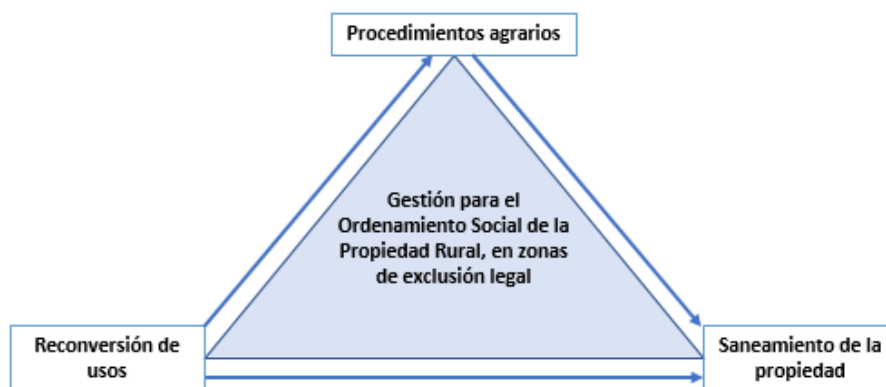 Procedimientos agrarios
Gestión para el
Ordenamiento Social de la
Propiedad Rural, en zonas
de exclusión legal
Reconversión de
usos
Saneamiento de la
propiedad